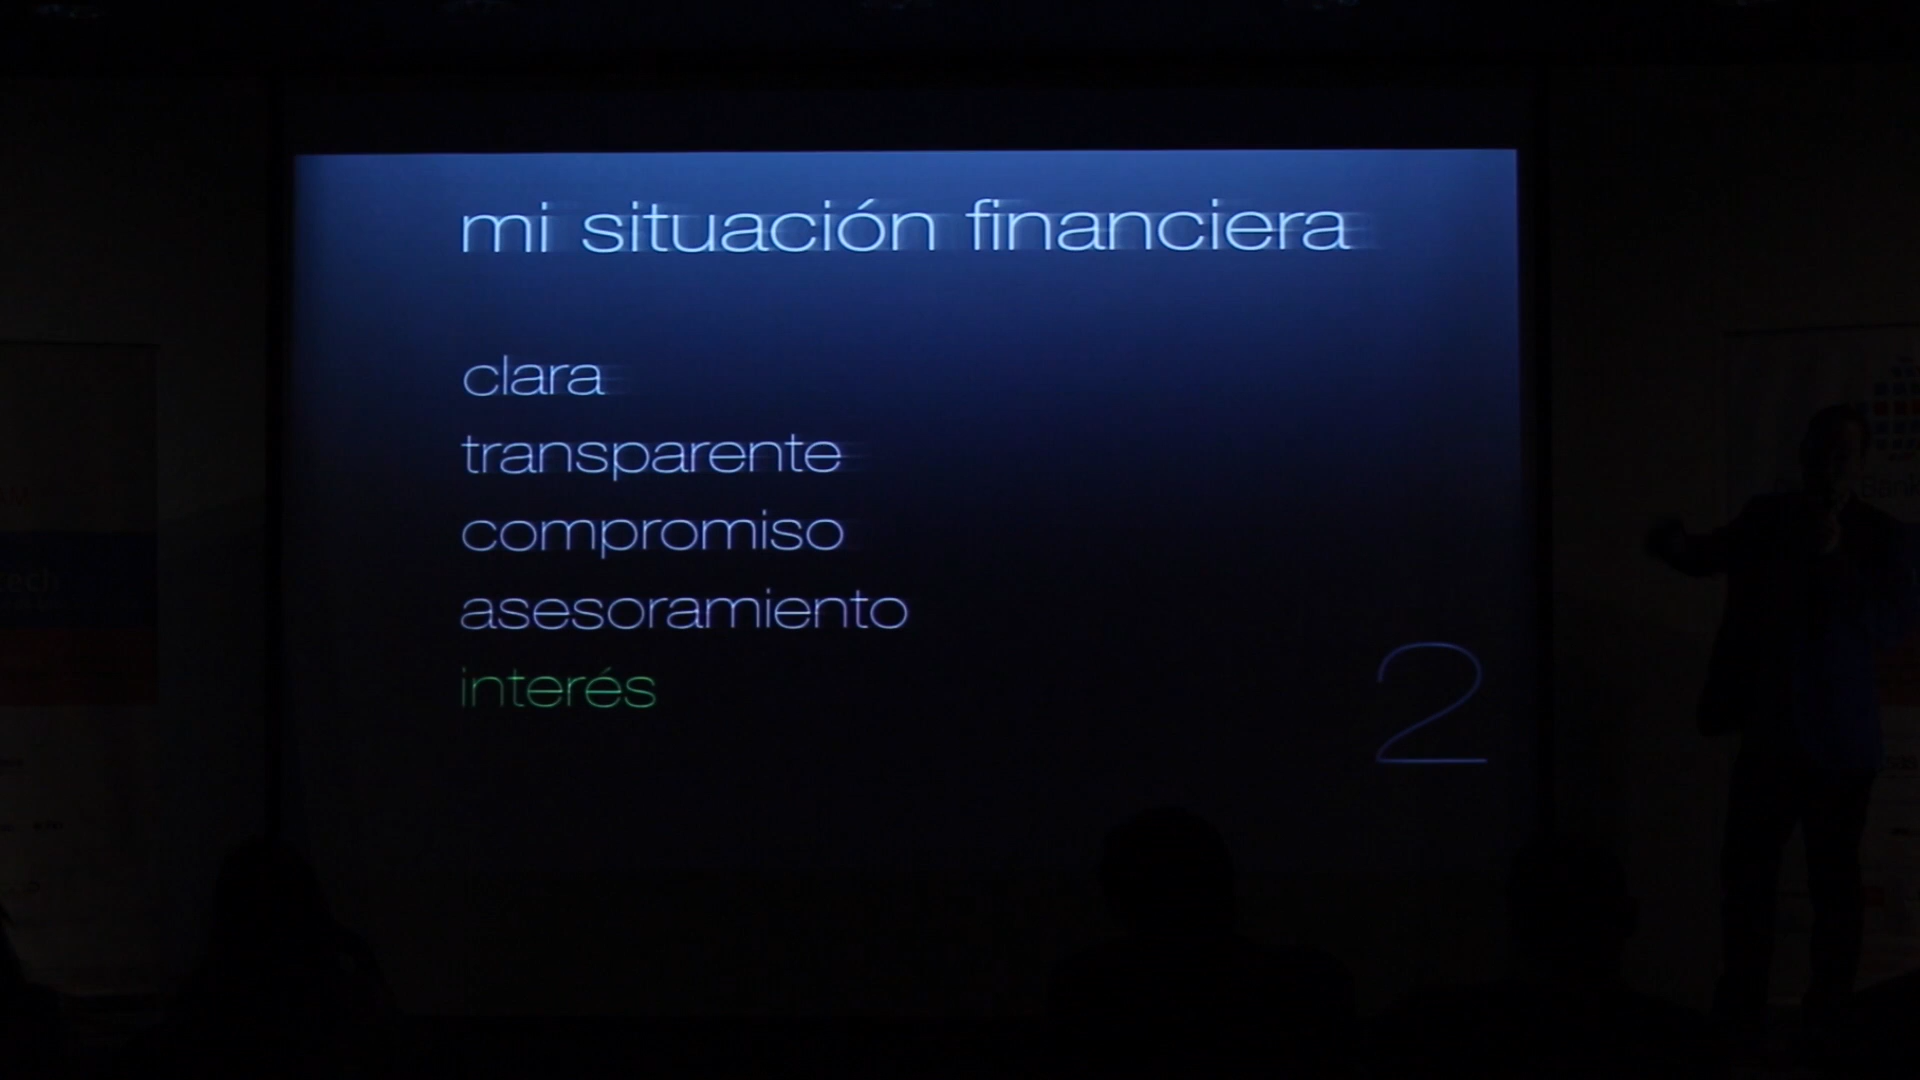 mi situación financiera
clara
transparente
compromiso
asesoramiento
interés
2